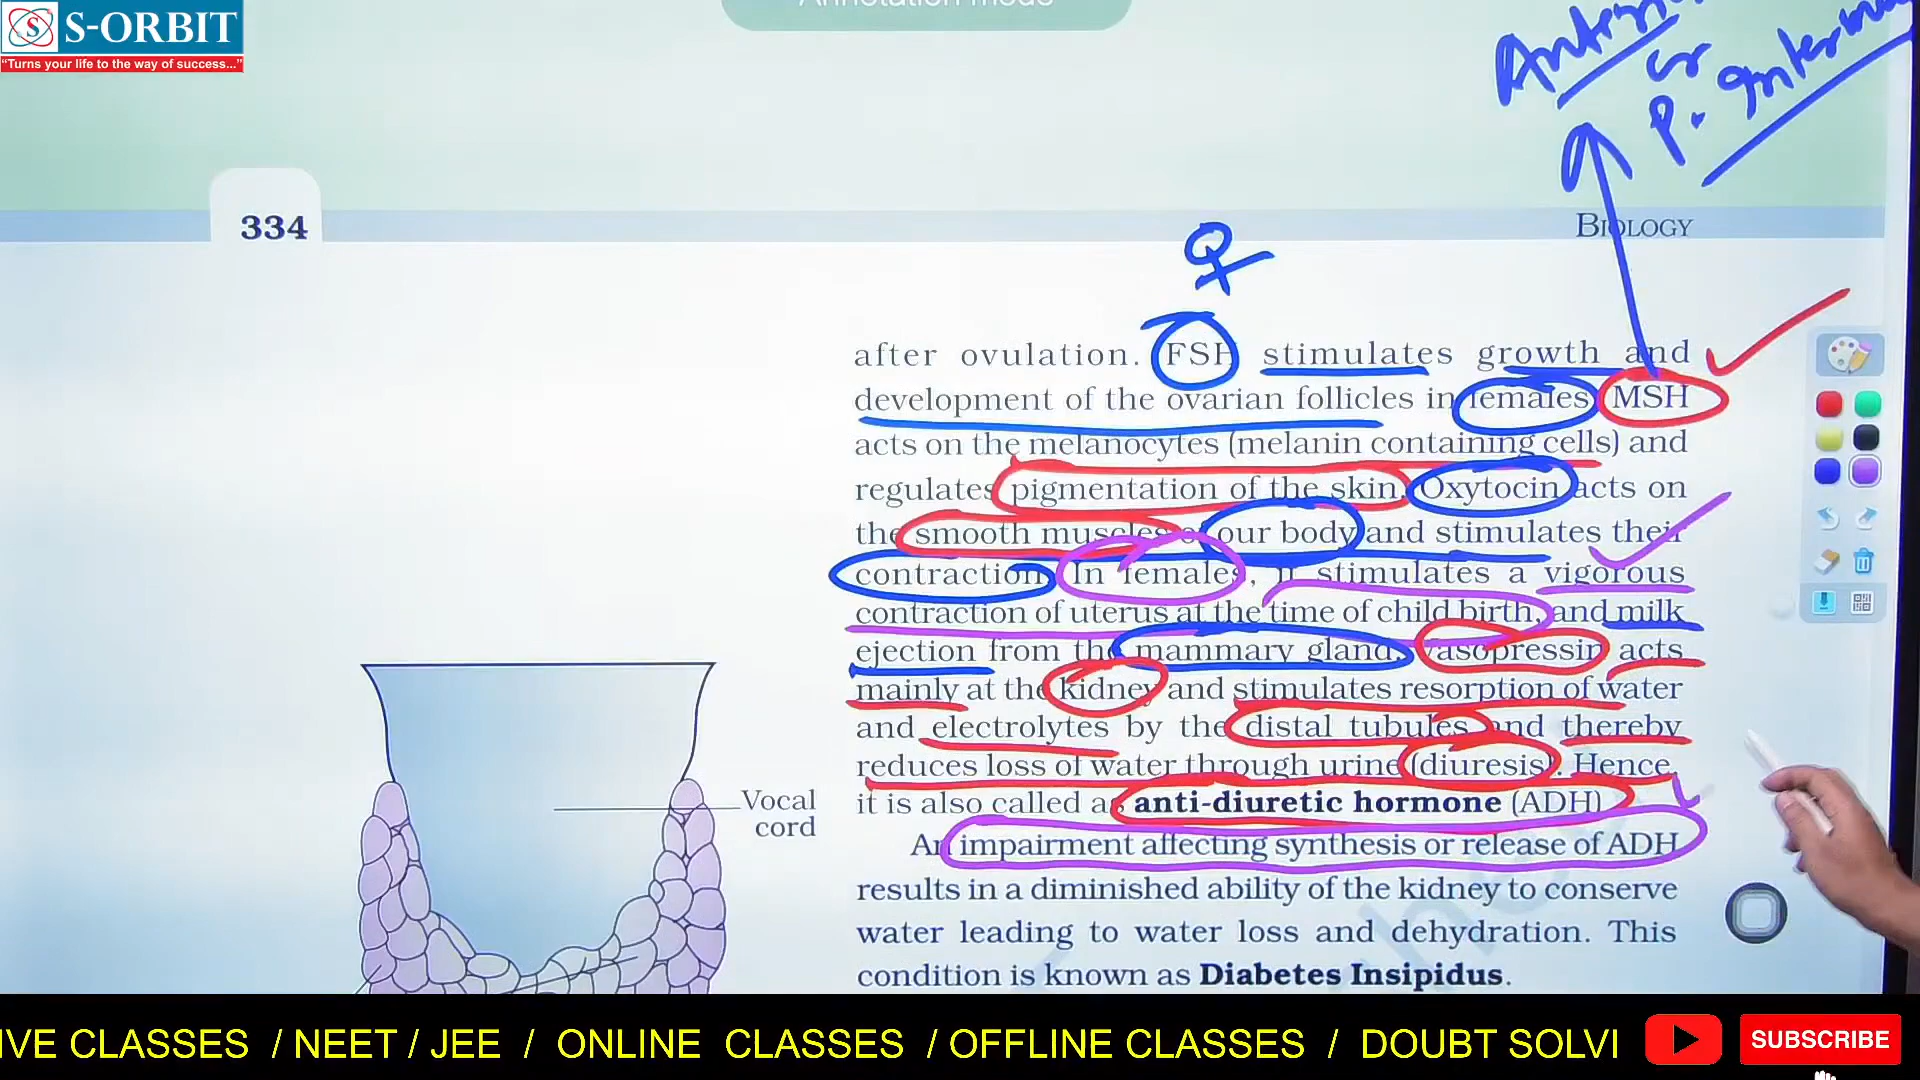 Annotation mode
S-ORBIT
“Turns your life to the way of success...”
or
P.
334
BIOLOGY
♀
after ovulation. FSH stimulates growth and
development of the ovarian follicles in females. MSH
acts on the melanocytes (melanin containing cells) and
regulates pigmentation of the skin. Oxytocin acts on
the smooth muscles of our body and stimulates their
contraction. In females, it stimulates a vigorous
contraction of uterus at the time of child birth, and milk
ejection from the mammary gland. Vasopressin acts
mainly at the kidney and stimulates resorption of water
and electrolytes by the distal tubules and thereby
reduces loss of water through urine (diuresis). Hence,
it is also called as anti-diuretic hormone (ADH).
An impairment affecting synthesis or release of ADH
results in a diminished ability of the kidney to conserve
water leading to water loss and dehydration. This
condition is known as Diabetes Insipidus.
Vocal
cord
IVE CLASSES / NEET / JEE / ONLINE CLASSES / OFFLINE CLASSES / DOUBT SOLVI
SUBSCRIBE